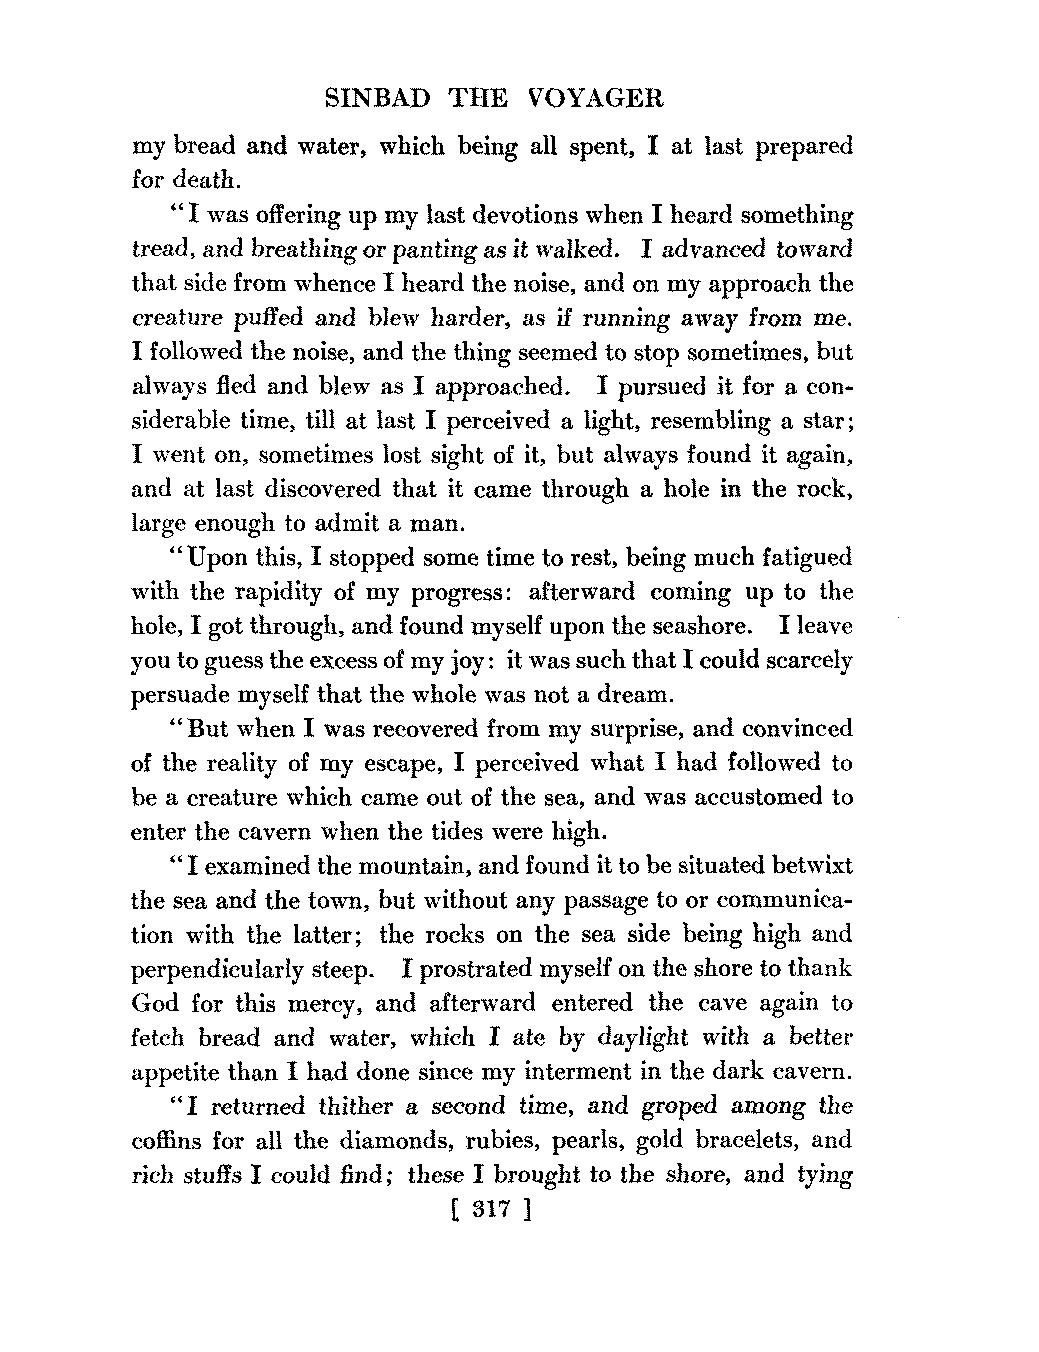 SINBAD THE VOYAGER
my bread and water, which being all spent, I at last prepared
for death.
"I was offering up my last devotions when I heard something
tread, and breathing or panting as it walked. I advanced toward
that side from whence I heard the noise, and on my approach the
creature puffed and blew harder, as if running away from me.
I followed the noise, and the thing seemed to stop sometimes, but
always fled and blew as I approached. I pursued it for a con-
siderable time, till at last I perceived a light, resembling a star;
I went on, sometimes lost sight of it, but always found it again,
and at last discovered that it came through a hole in the rock,
large enough to admit a man.
"Upon this, I stopped some time to rest, being much fatigued
with the rapidity of my progress: afterward coming up to the
hole, I got through, and found myself upon the seashore. I leave
you to guess the excess of my joy: it was such that I could scarcely
persuade myself that the whole was not a dream.
"But when I was recovered from my surprise, and convinced
of the reality of my escape, I perceived what I had followed to
be a creature which came out of the sea, and was accustomed to
enter the cavern when the tides were high.
"I examined the mountain, and found it to be situated betwixt
the sea and the town, but without any passage to or communica-
tion with the latter; the rocks on the sea side being high and
perpendicularly steep. I prostrated myself on the shore to thank
God for this mercy, and afterward entered the cave again to
fetch bread and water, which I ate by daylight with a better
appetite than I had done since my interment in the dark cavern.
"I returned thither a second time, and groped among the
coffins for all the diamonds, rubies, pearls, gold bracelets, and
rich stuffs I could find; these I brought to the shore, and tying
[ 317 ]